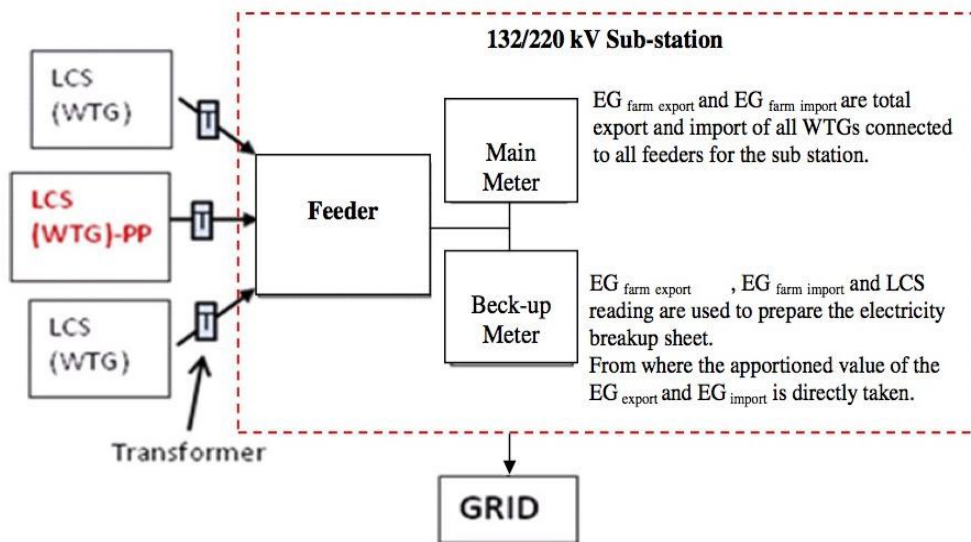 132/220 kV Sub-station
LCS
(WTG)
T
LCS
(WTG)-PP
T
LCS
(WTG)
T
Transformer
Feeder
Main
Meter
Beck-up
Meter
EG farm export and EG farm import are total
export and import of all WTGs connected
to all feeders for the sub station.
EG farm export , EG farm import and LCS
reading are used to prepare the electricity
breakup sheet.
From where the apportioned value of the
EG export and EG import is directly taken.
GRID